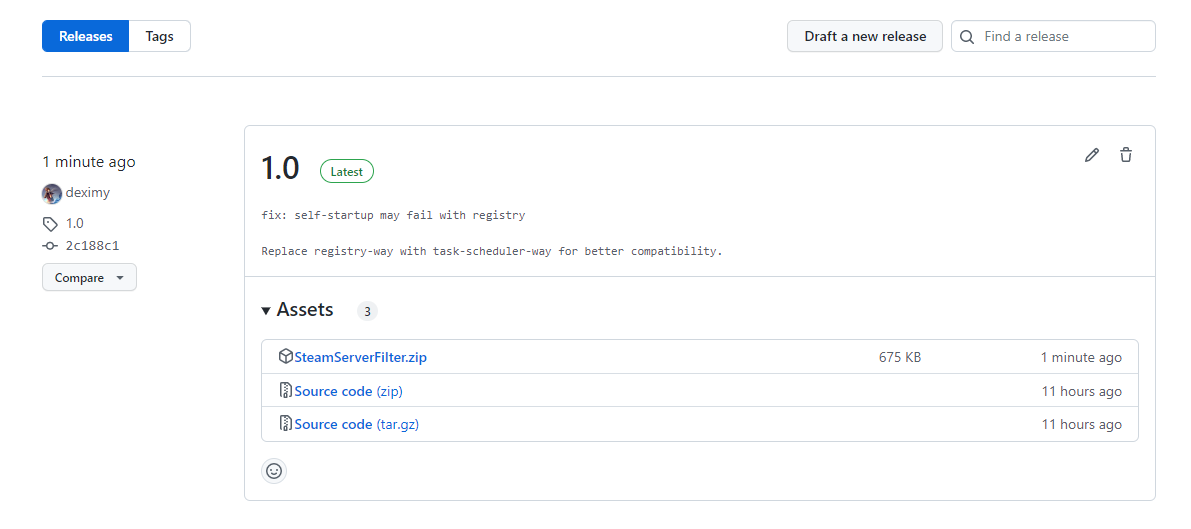 Releases Tags Draft a new release Find a release
1 minute ago
deximy
1.0
2c188c1
Compare
1.0 Latest
fix: self-startup may fail with registry
Replace registry-way with task-scheduler-way for better compatibility.
Assets 3
SteamServerFilter.zip 675 KB 1 minute ago
Source code (zip) 11 hours ago
Source code (tar.gz) 11 hours ago